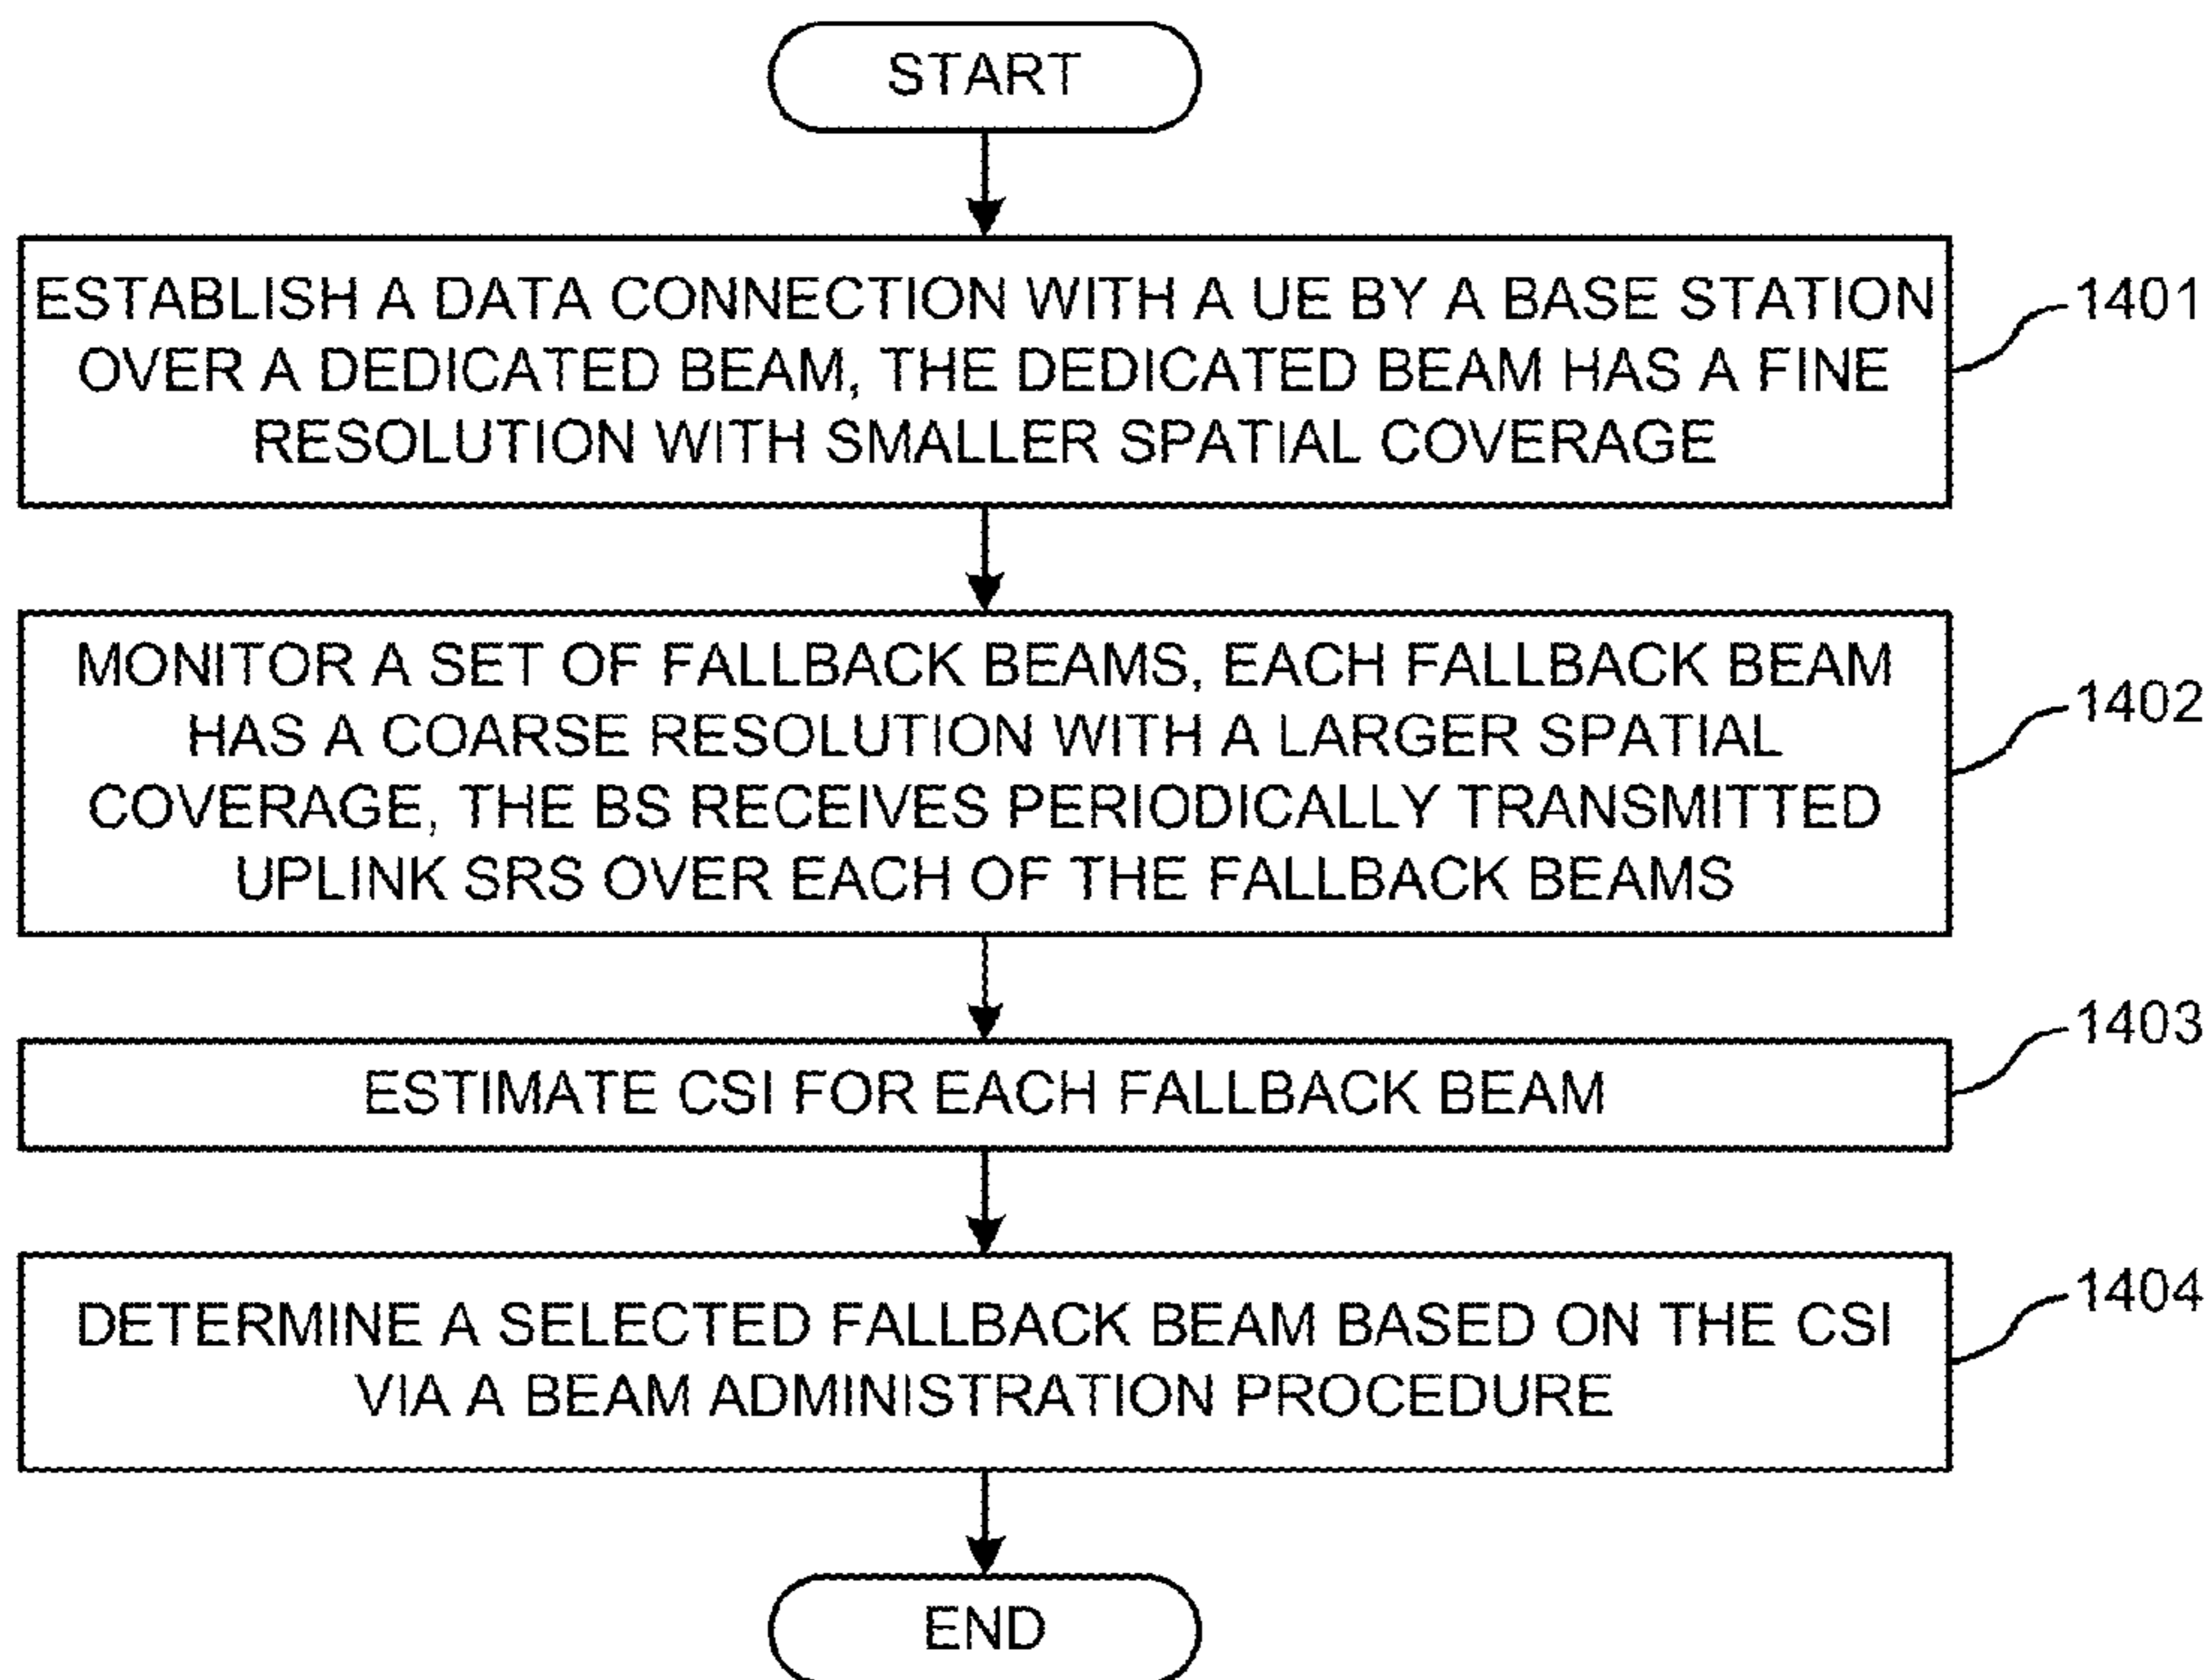 START
ESTABLISH A DATA CONNECTION WITH A UE BY A BASE STATION
OVER A DEDICATED BEAM, THE DEDICATED BEAM HAS A FINE
RESOLUTION WITH SMALLER SPATIAL COVERAGE
1401
MONITOR A SET OF FALLBACK BEAMS, EACH FALLBACK BEAM
HAS A COARSE RESOLUTION WITH A LARGER SPATIAL
COVERAGE, THE BS RECEIVES PERIODICALLY TRANSMITTED
UPLINK SRS OVER EACH OF THE FALLBACK BEAMS
1402
ESTIMATE CSI FOR EACH FALLBACK BEAM
1403
DETERMINE A SELECTED FALLBACK BEAM BASED ON THE CSI
VIA A BEAM ADMINISTRATION PROCEDURE
1404
END